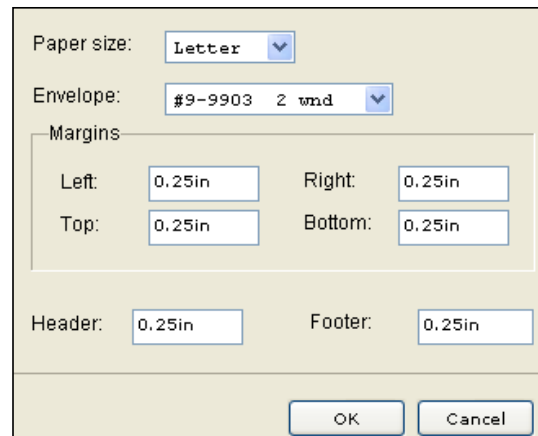 Paper size: Letter
Envelope: #9-9903 2 wnd
Margins
Left: 0.25in Right: 0.25in
Top: 0.25in Bottom: 0.25in
Header: 0.25in Footer: 0.25in
OK Cancel